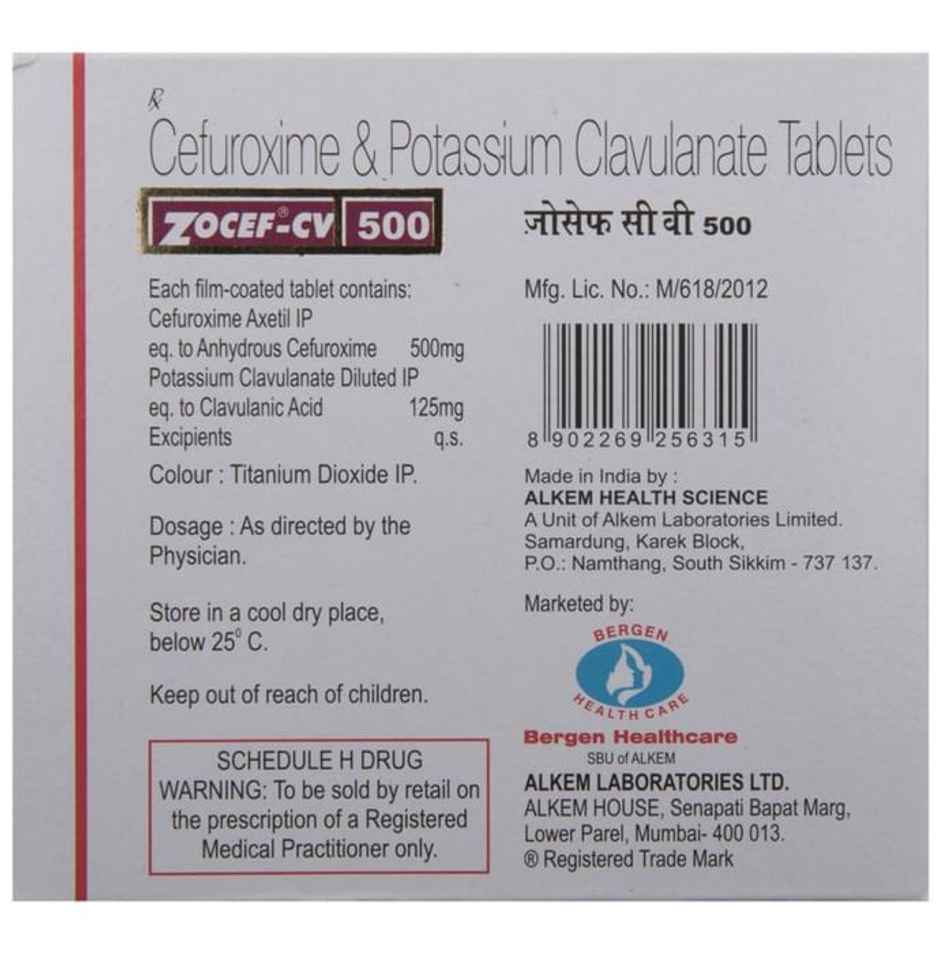 Rx
Cefuroxime & Potassium Clavulanate Tablets
ZOCEF®-CV 500
Each film-coated tablet contains:
Cefuroxime Axetil IP
eq. to Anhydrous Cefuroxime 500mg
Potassium Clavulanate Diluted IP
eq. to Clavulanic Acid 125mg
Excipients q.s.
Colour : Titanium Dioxide IP.
Dosage : As directed by the
Physician.
Store in a cool dry place,
below 25⁰ C.
Keep out of reach of children.
SCHEDULE H DRUG
WARNING: To be sold by retail on
the prescription of a Registered
Medical Practitioner only.
ज़ोसेफ सी वी 500
Mfg. Lic. No.: M/618/2012
8 902269 256315
Made in India by :
ALKEM HEALTH SCIENCE
A Unit of Alkem Laboratories Limited.
Samardung, Karek Block,
P.O.: Namthang, South Sikkim - 737 137.
Marketed by:
BERGEN
HEALTH CARE
Bergen Healthcare
SBU of ALKEM
ALKEM LABORATORIES LTD.
ALKEM HOUSE, Senapati Bapat Marg,
Lower Parel, Mumbai- 400 013.
® Registered Trade Mark